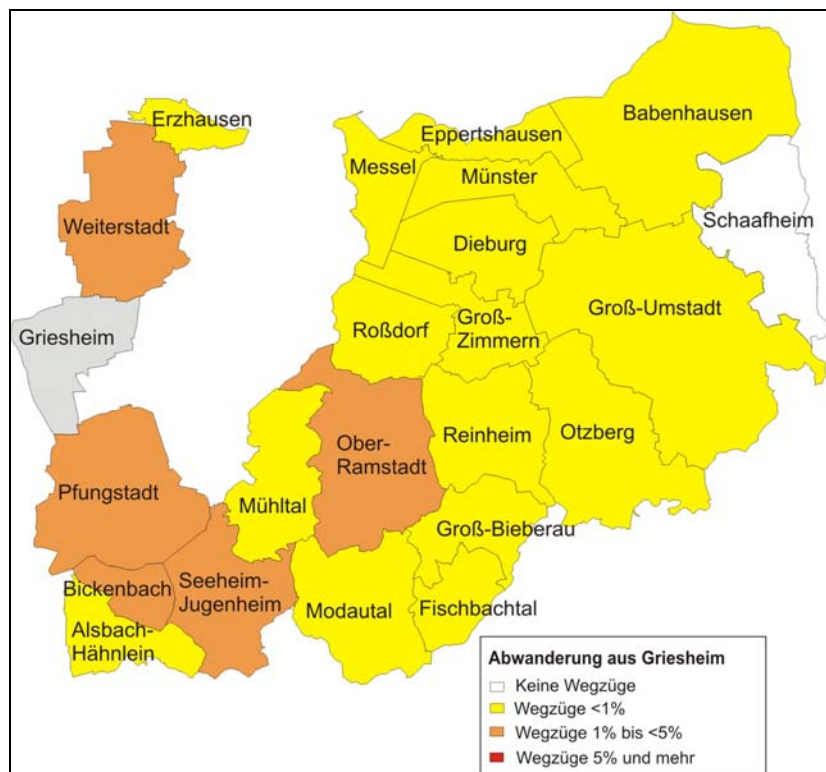 Erzhausen
Babenhausen
Eppertshausen
Messel
Münster
Weiterstadt
Schaafheim
Dieburg
Groß-Umstadt
Griesheim
Roßdorf
Groß-
Zimmern
Ober-
Ramstadt
Reinheim
Otzberg
Pfungstadt
Mühltal
Groß-Bieberau
Bickenbach
Seeheim-
Jugenheim
Modautal
Fischbachtal
Alsbach-
Hähnlein
Abwanderung aus Griesheim
Keine Wegzüge
Wegzüge <1%
Wegzüge 1% bis <5%
Wegzüge 5% und mehr